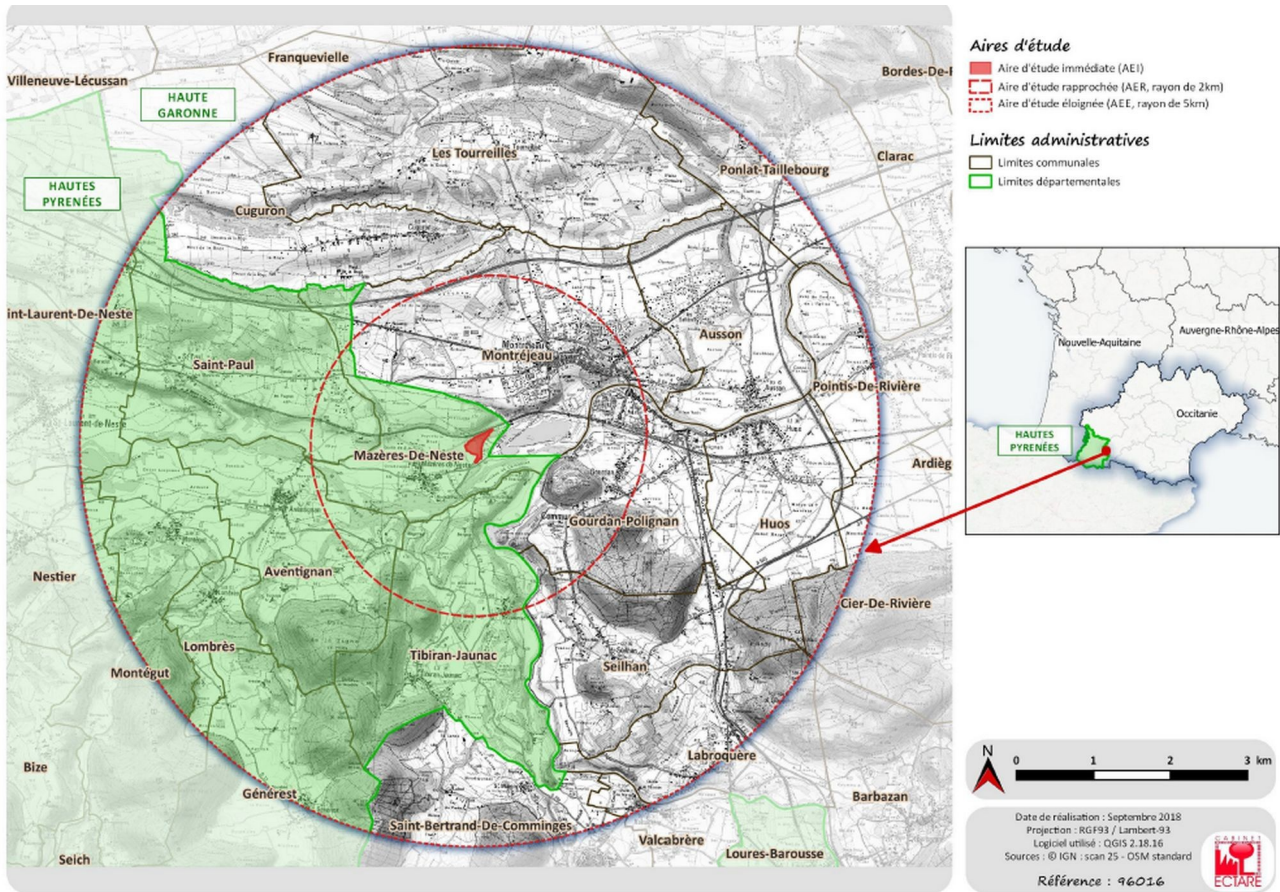 Franquevielle
Villeneuve-Lécussan
Bordes-De-R
HAUTE
GARONNE
Les Tourreilles
Clarac
Ponlat-Taillebourg
HAUTES
PYRENÉES
Cuguron
int-Laurent-De-Neste
Ausson
Montréjeau
Saint-Paul
Pointis-De-Rivière
Mazères-De-Neste
Ardièg
Gourdan-Polignan
Huos
Nestier
Aventignan
Cier-De-Rivière
Lombrès
Tibiran-Jaunac
Seilhan
Montégut
Labroquère
Bize
Générest
Barbazan
Saint-Bertrand-De-Comminges
Valcabrère
Loures-Barousse
Seich
Aires d'étude
Aire d'étude immédiate (AEI)
Aire d'étude rapprochée (AER, rayon de 2km)
Aire d'étude éloignée (AEE, rayon de 5km)
Limites administratives
Limites communales
Limites départementales
Nouvelle-Aquitaine
Auvergne-Rhône-Alpes
Occitanie
HAUTES
PYRENÉES
N
0 1 2 3 km
Date de réalisation : Septembre 2018
Projection : RGF93 / Lambert-93
Logiciel utilisé : QGIS 2.18.16
Sources : © IGN : scan 25 - OSM standard
Référence : 96016
CABINET
ECTARE